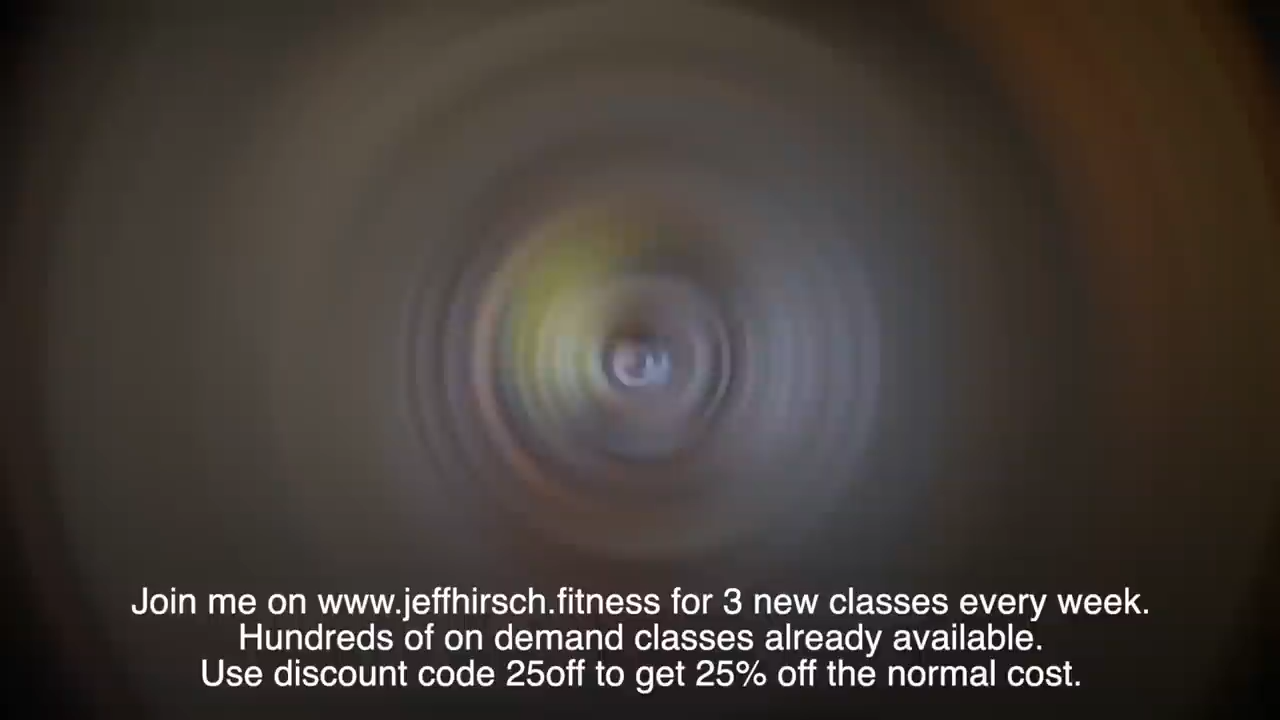 Join me on www.jeffhirsch.fitness for 3 new classes every week.
Hundreds of on demand classes already available.
Use discount code 25off to get 25% off the normal cost.